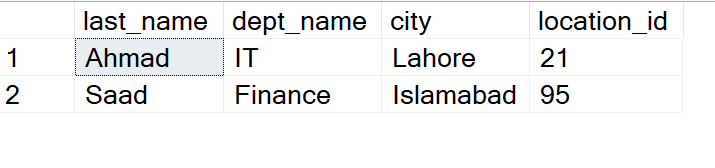 last_name dept_name city location_id
1 Ahmad IT Lahore 21
2 Saad Finance Islamabad 95